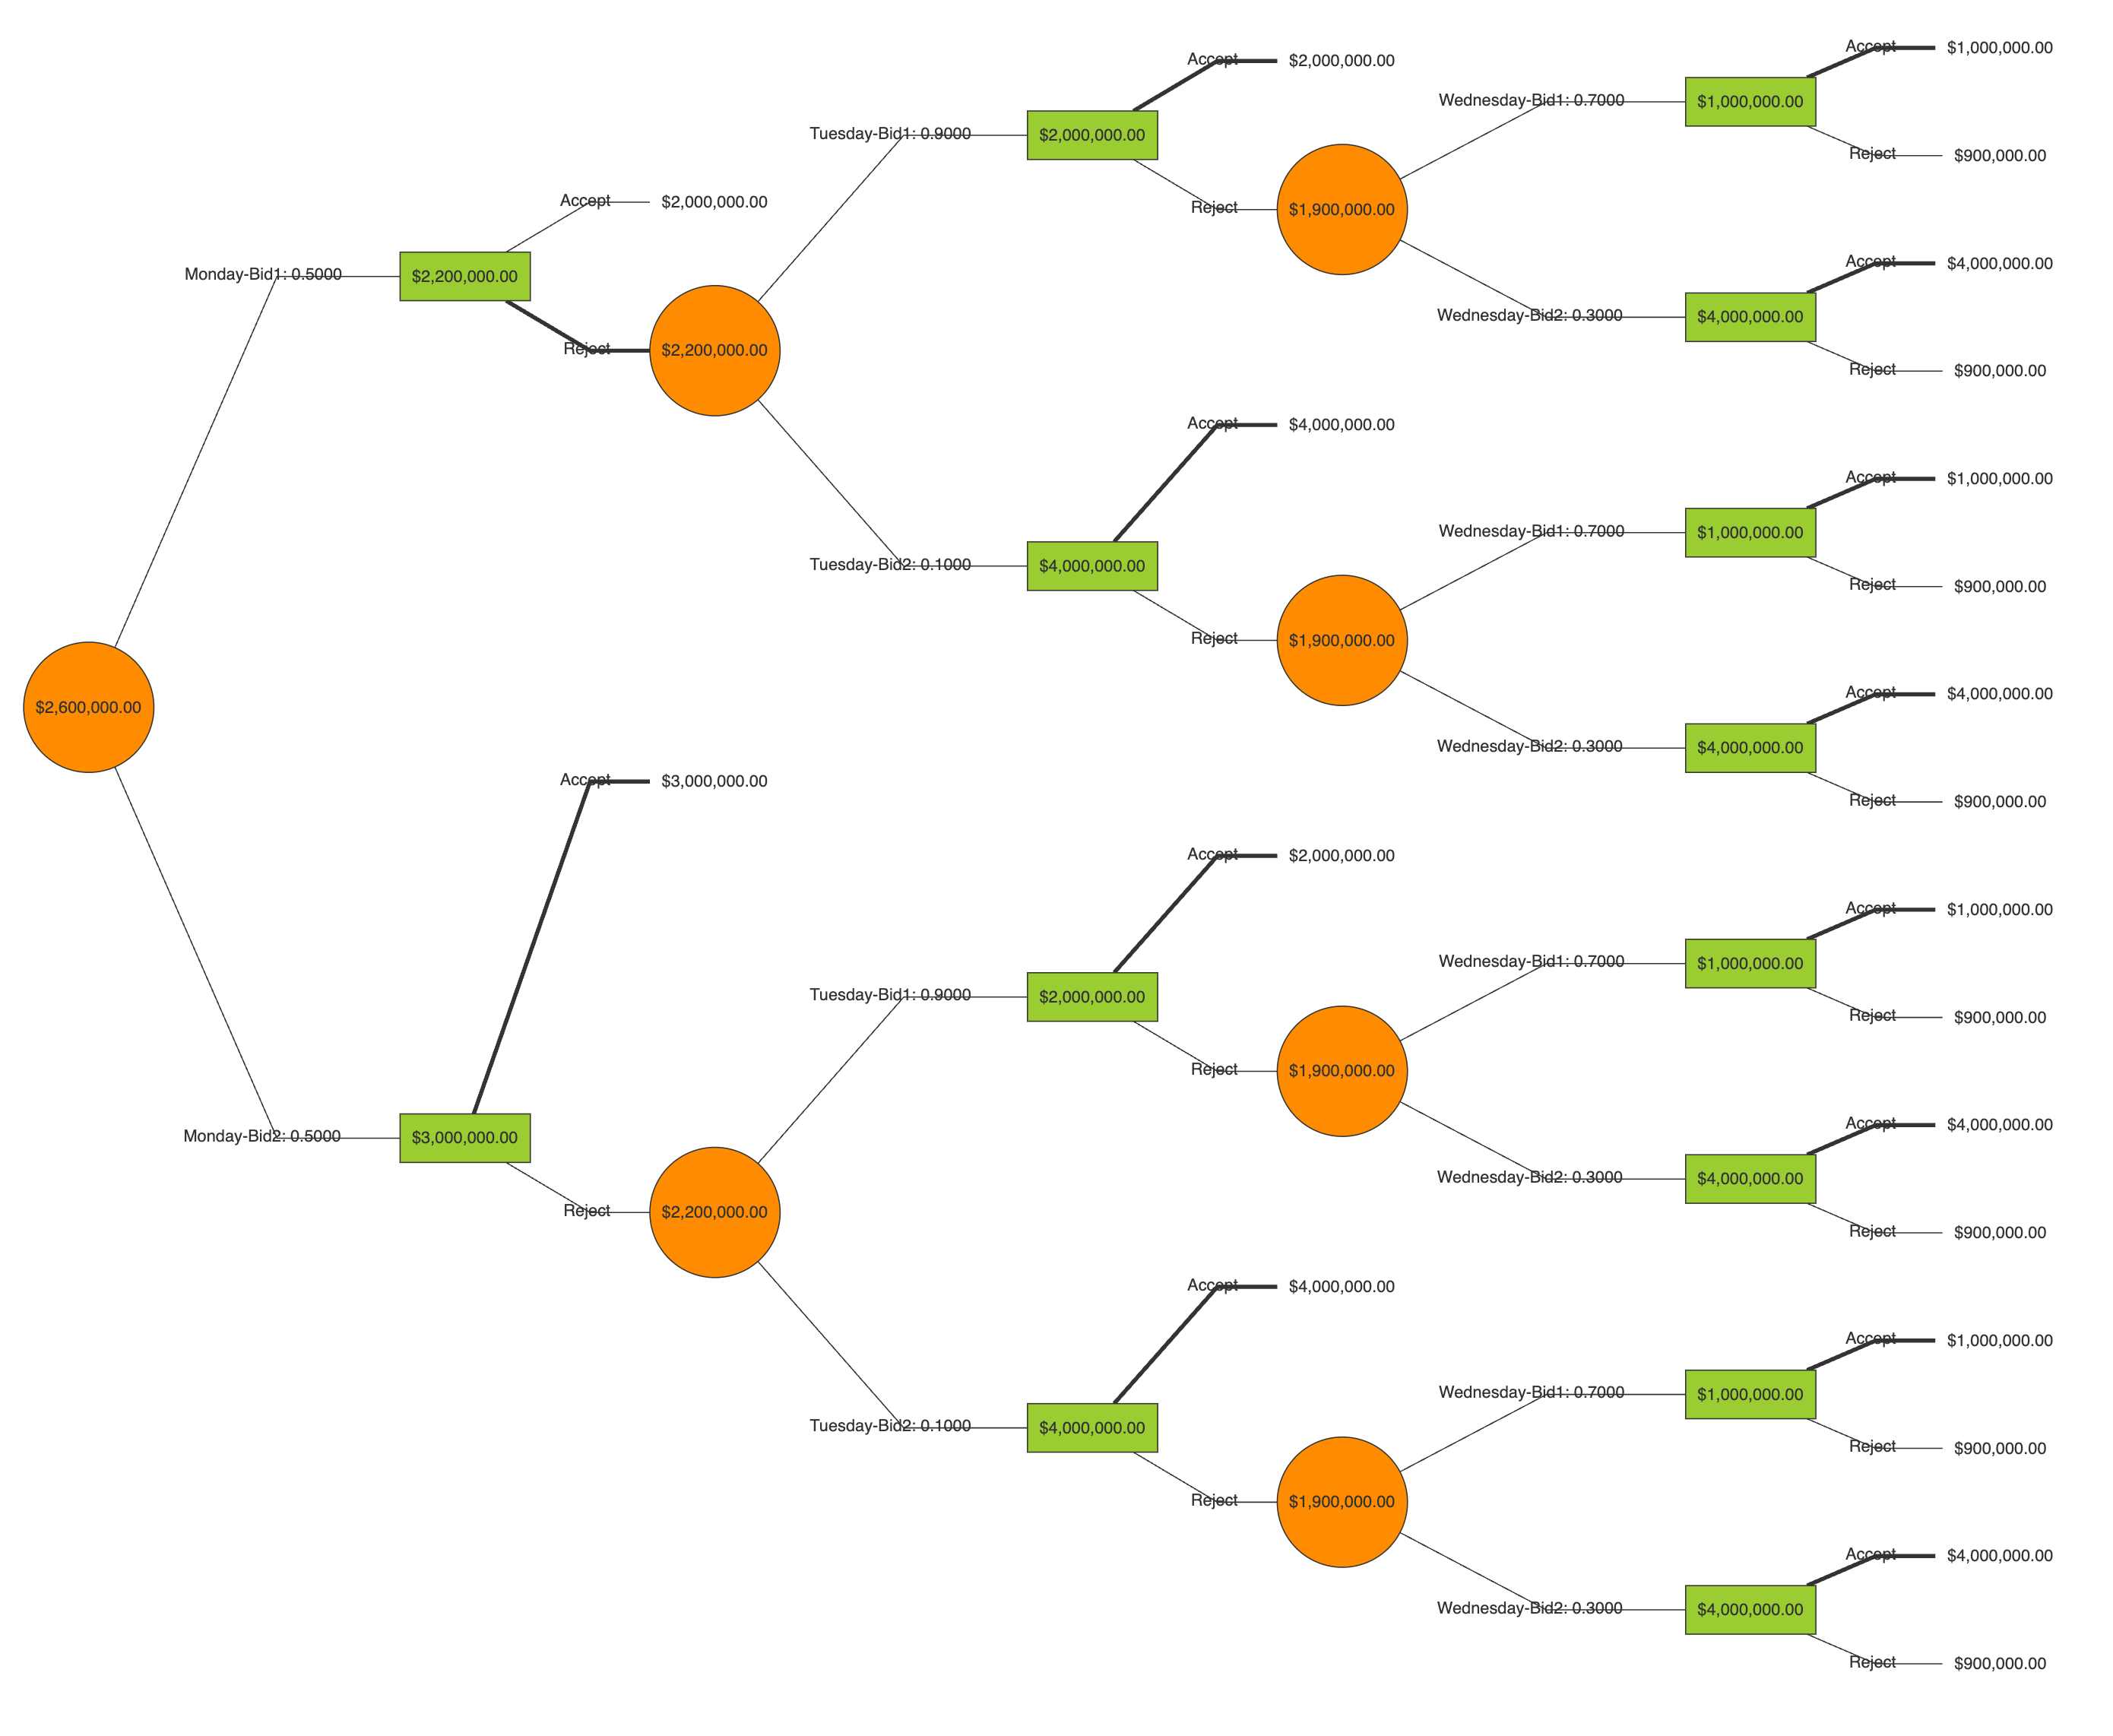 Accept
$1,000,000.00
Accept
$2,000,000.00
Wednesday-Bid1: 0.7000
$1,000,000.00
Tuesday-Bid1: 0.9000
$2,000,000.00
Reject
$900,000.00
Accept
$2,000,000.00
Reject
$1,900,000.00
Accept
$4,000,000.00
Monday-Bid1: 0.5000
$2,200,000.00
Wednesday-Bid2: 0.3000
$4,000,000.00
Reject
$2,200,000.00
Reject
$900,000.00
Accept
$4,000,000.00
Accept
$1,000,000.00
Wednesday-Bid1: 0.7000
$1,000,000.00
Tuesday-Bid2: 0.1000
$4,000,000.00
Reject
$900,000.00
Reject
$1,900,000.00
Accept
$4,000,000.00
$2,600,000.00
Wednesday-Bid2: 0.3000
$4,000,000.00
Accept
$3,000,000.00
Reject
$900,000.00
Accept
$2,000,000.00
Accept
$1,000,000.00
Wednesday-Bid1: 0.7000
$1,000,000.00
Tuesday-Bid1: 0.9000
$2,000,000.00
Reject
$900,000.00
Reject
$1,900,000.00
Accept
$4,000,000.00
Monday-Bid2: 0.5000
$3,000,000.00
Wednesday-Bid2: 0.3000
$4,000,000.00
Reject
$2,200,000.00
Reject
$900,000.00
Accept
$4,000,000.00
Accept
$1,000,000.00
Wednesday-Bid1: 0.7000
$1,000,000.00
Tuesday-Bid2: 0.1000
$4,000,000.00
Reject
$900,000.00
Reject
$1,900,000.00
Accept
$4,000,000.00
Wednesday-Bid2: 0.3000
$4,000,000.00
Reject
$900,000.00